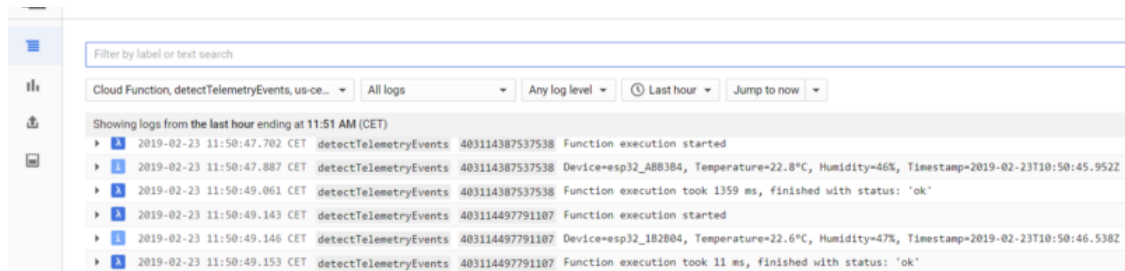 Filter by label or text search
Cloud Function, detectTelemetryEvents, us-ce... All logs Any log level Last hour Jump to now
Showing logs from the last hour ending at 11:51 AM (CET)
2019-02-23 11:50:47.702 CET detectTelemetryEvents 403114387537538 Function execution started
2019-02-23 11:50:47.887 CET detectTelemetryEvents 403114387537538 Device=esp32_ABB3B4, Temperature=22.8°C, Humidity=46%, Timestamp=2019-02-23T10:50:45.952Z
2019-02-23 11:50:49.061 CET detectTelemetryEvents 403114387537538 Function execution took 1359 ms, finished with status: 'ok'
2019-02-23 11:50:49.143 CET detectTelemetryEvents 403114497791107 Function execution started
2019-02-23 11:50:49.146 CET detectTelemetryEvents 403114497791107 Device=esp32_1B2B04, Temperature=22.6°C, Humidity=47%, Timestamp=2019-02-23T10:50:46.538Z
2019-02-23 11:50:49.153 CET detectTelemetryEvents 403114497791107 Function execution took 11 ms, finished with status: 'ok'